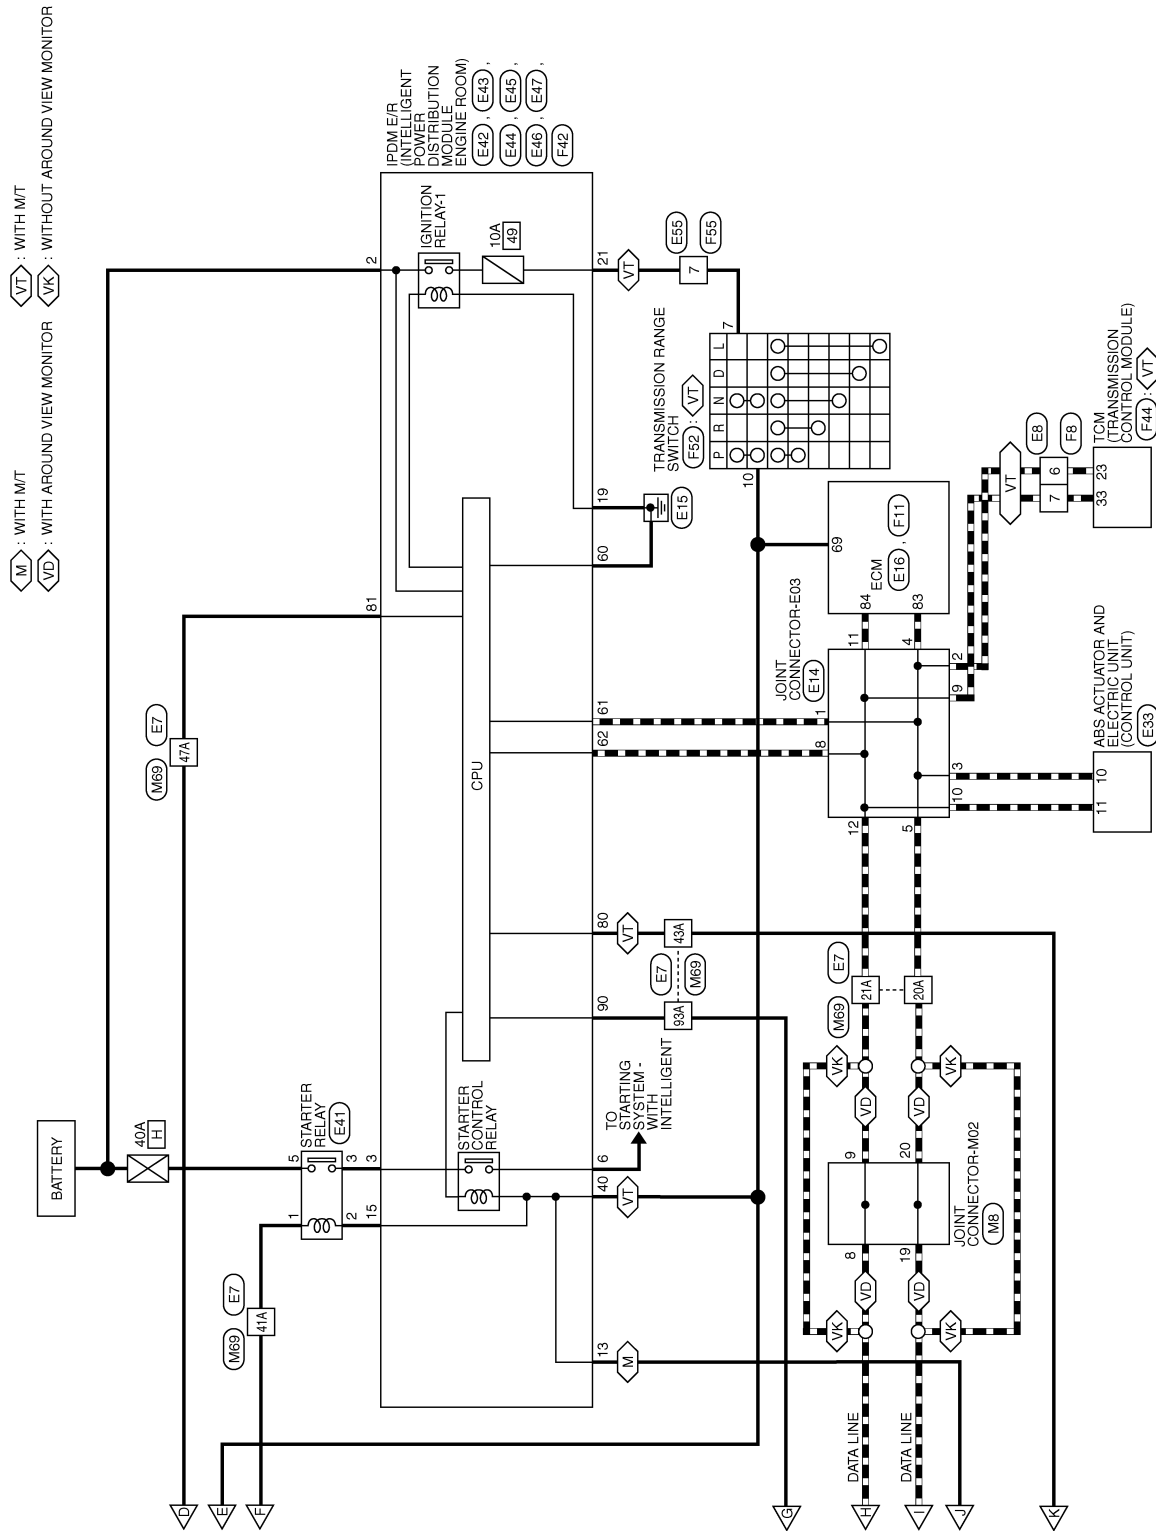 M : WITH M/T
VT : WITH M/T
VD : WITH AROUND VIEW MONITOR
VK : WITHOUT AROUND VIEW MONITOR
BATTERY
40A
H
M69
E7
47A
M69
E7
41A
STARTER
RELAY
E41
5
3
1
2
3
15
81
2
IPDM E/R
(INTELLIGENT
POWER
DISTRIBUTION
MODULE
ENGINE ROOM)
E42 , E43 ,
E44 , E45 ,
E46 , E47 ,
F42
IGNITION
RELAY-1
10A
49
STARTER
CONTROL
RELAY
CPU
13
40
6
90
80
62
61
60
19
21
M
VT
TO
STARTING
SYSTEM -
WITH
INTELLIGENT
VT
E7
M69
93A
43A
E15
VT
7
E55
F55
TRANSMISSION RANGE
SWITCH
F52 : VT
P R N D L
10
7
JOINT
CONNECTOR-E03
E14
8
1
11
4
12
5
10
3
9
2
69
ECM
E16 , F11
84
83
M69
E7
21A
20A
VK
VK
VD
VD
9
20
JOINT
CONNECTOR-M02
M8
8
19
VD
VD
VK
VK
DATA LINE
DATA LINE
ABS ACTUATOR AND
ELECTRIC UNIT
(CONTROL UNIT)
E33
11
10
VT
7
6
E8
F8
TCM
(TRANSMISSION
CONTROL MODULE)
F44 : VT
33
23
D
E
F
G
H
I
J
K